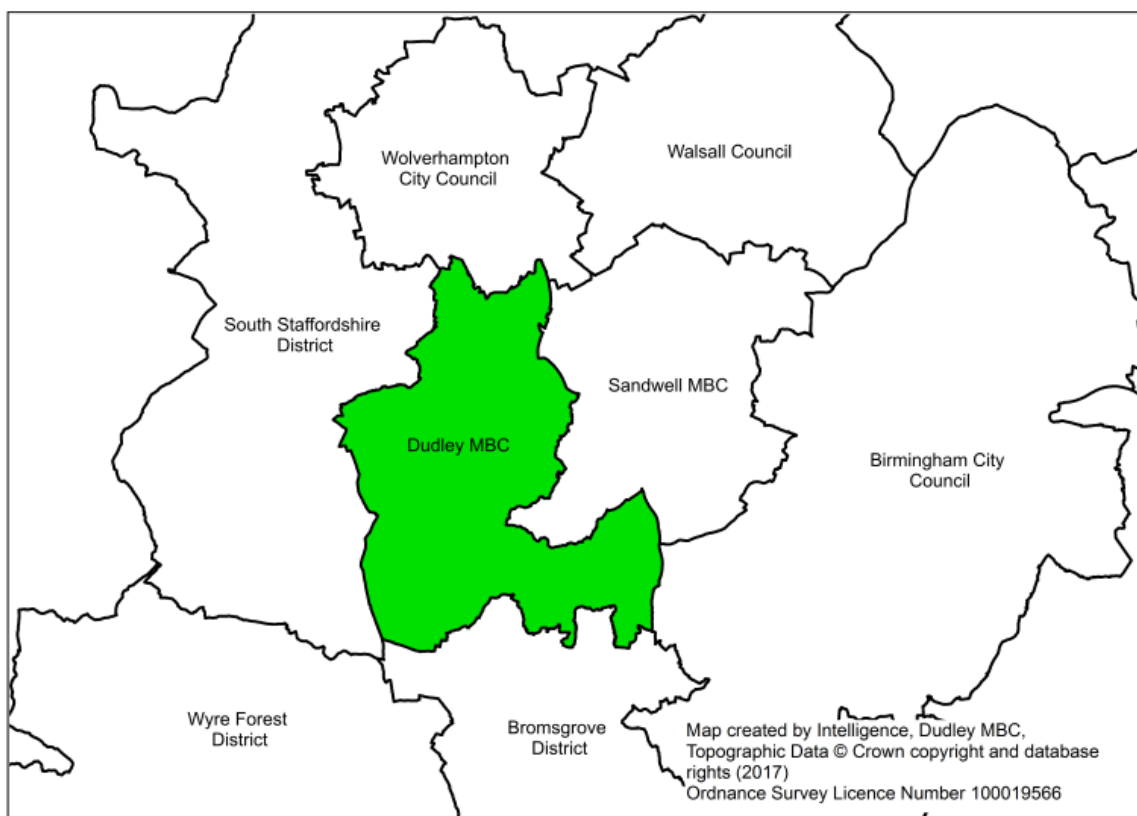 Wolverhampton
City Council
Walsall Council
South Staffordshire
District
Sandwell MBC
Dudley MBC
Birmingham City
Council
Wyre Forest
District
Bromsgrove
District
Map created by Intelligence, Dudley MBC,
Topographic Data © Crown copyright and database
rights (2017)
Ordnance Survey Licence Number 100019566